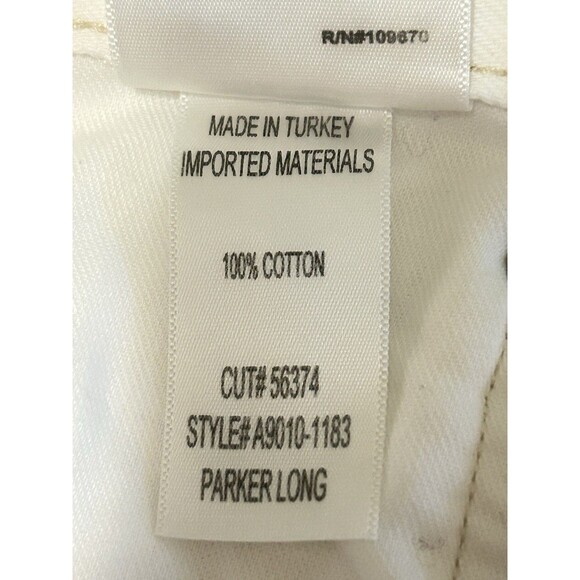 R/N#109670
MADE IN TURKEY
IMPORTED MATERIALS
100% COTTON
CUT# 56374
STYLE# A9010-1183
PARKER LONG